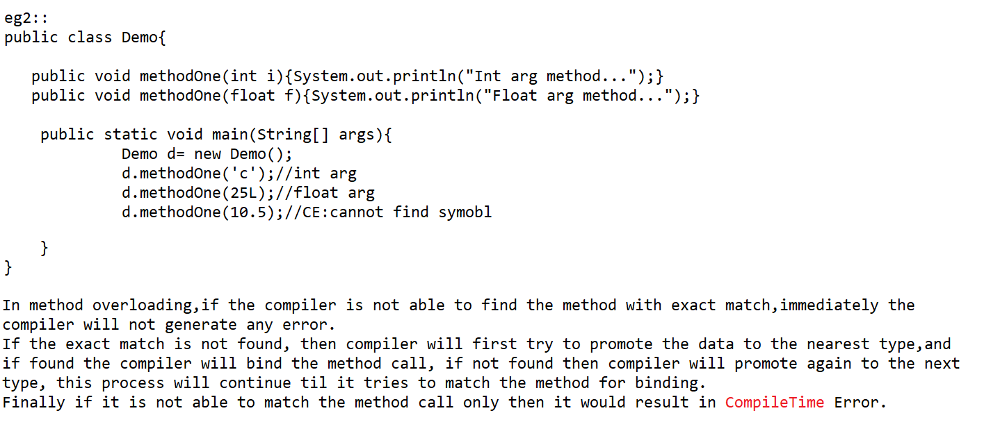 eg2::
public class Demo{
public void methodOne(int i){System.out.println("Int arg method...");}
public void methodOne(float f){System.out.println("Float arg method...");}
public static void main(String[] args){
Demo d= new Demo();
d.methodOne('c');//int arg
d.methodOne(25L);//float arg
d.methodOne(10.5);//CE:cannot find symobl
}
}
In method overloading,if the compiler is not able to find the method with exact match,immediately the
compiler will not generate any error.
If the exact match is not found, then compiler will first try to promote the data to the nearest type,and
if found the compiler will bind the method call, if not found then compiler will promote again to the next
type, this process will continue til it tries to match the method for binding.
Finally if it is not able to match the method call only then it would result in CompileTime Error.